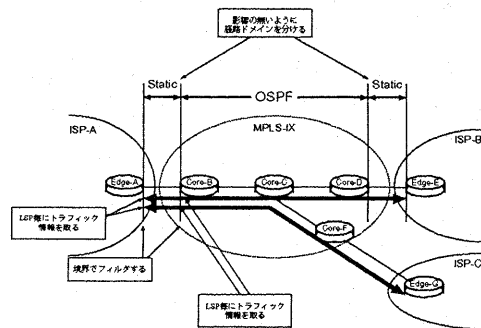 影響の無いように
経路ドメインを分ける
Static
Static
OSPF
ISP-A
MPLS-IX
ISP-B
Edge-A
Core-B
Core-C
Core-D
Edge-E
LSP毎にトラフィック
情報を取る
Core-F
境界でフィルタする
ISP-C
LSP毎にトラフィック
情報を取る
Edge-G